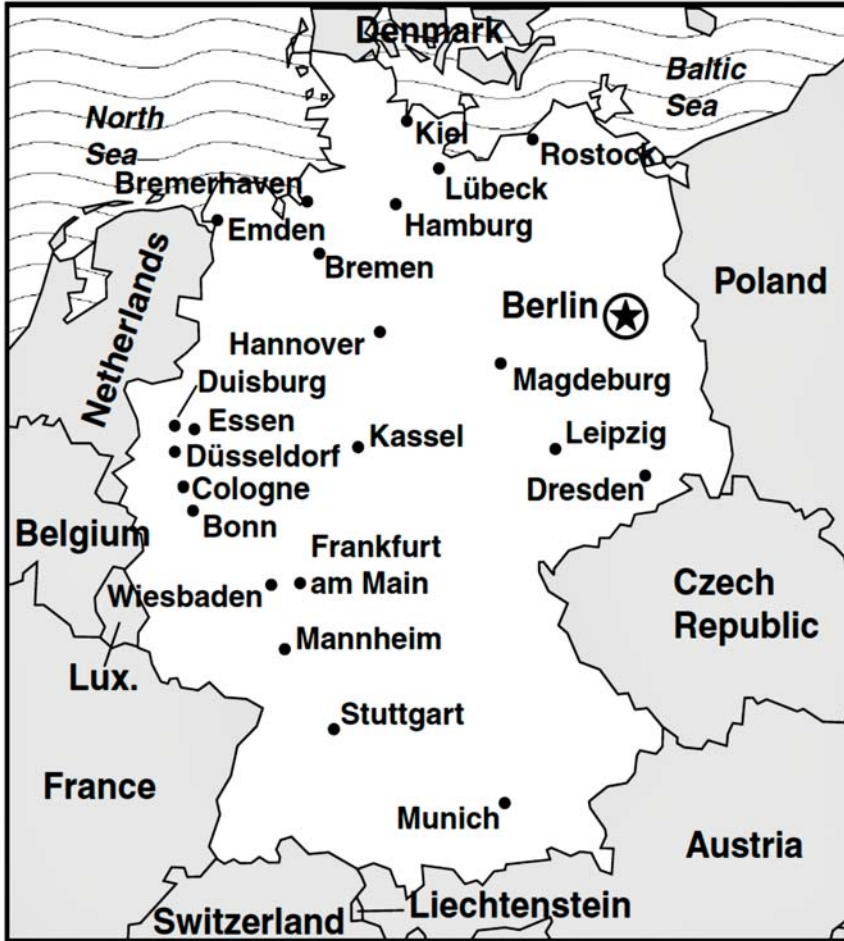 Denmark
North
Sea
Baltic
Sea
Kiel
Rostock
Bremerhaven
Lübeck
Emden
Hamburg
Bremen
Netherlands
Poland
Berlin
Hannover
Duisburg
Magdeburg
Essen
Kassel
Leipzig
Düsseldorf
Cologne
Dresden
Bonn
Belgium
Frankfurt
am Main
Wiesbaden
Czech
Republic
Mannheim
Lux.
Stuttgart
France
Munich
Austria
Liechtenstein
Switzerland